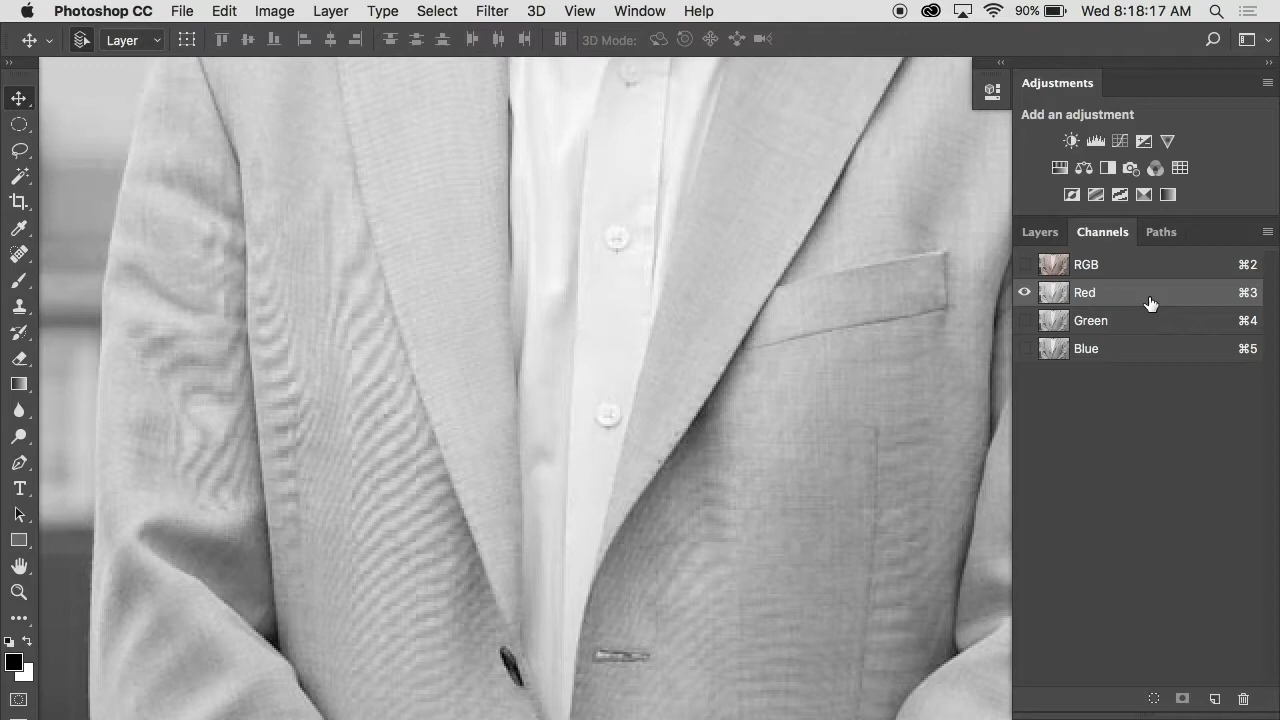 Photoshop CC File Edit Image Layer Type Select Filter 3D View Window Help 90% Wed 8:18:17 AM
Layer 3D Mode:
Adjustments
Add an adjustment
Layers Channels Paths
RGB ⌘2
Red ⌘3
Green ⌘4
Blue ⌘5